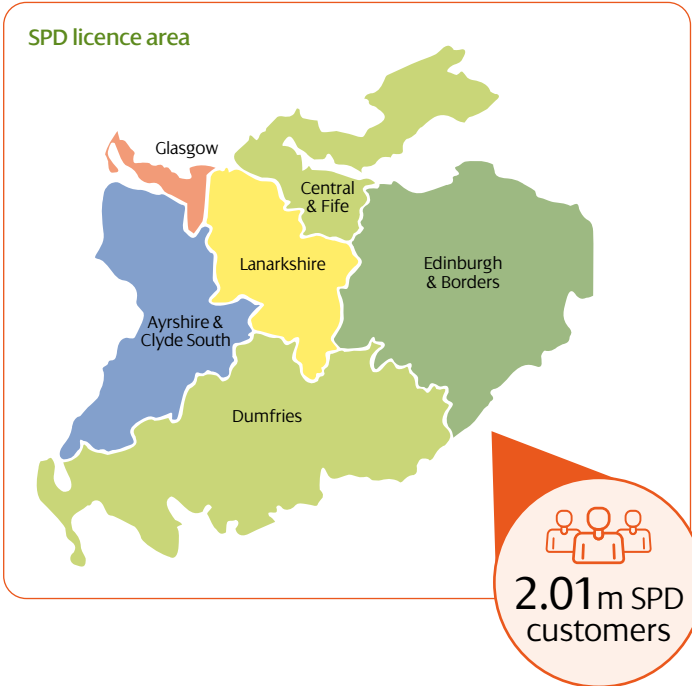 SPD licence area
Glasgow
Central
& Fife
Lanarkshire
Edinburgh
& Borders
Ayrshire &
Clyde South
Dumfries
2.01m SPD
customers